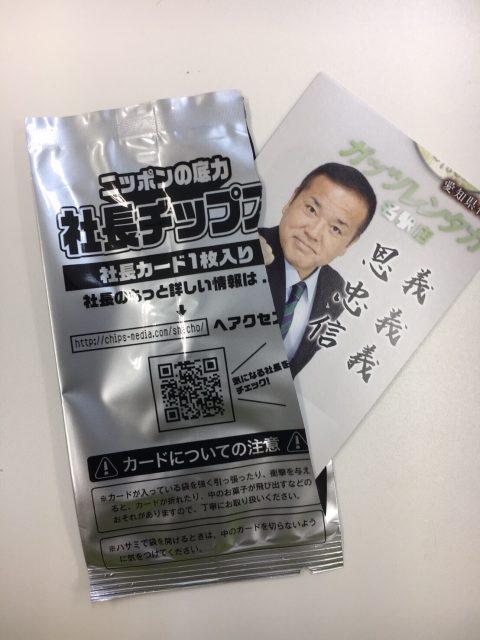 ニッポンの底力
社長チップス
社長カード1枚入り
社長のもっと詳しい情報は
http://chips-media.com/shacho/
へアクセス
気になる社長を
チェック!
カードについての注意
※カードが入っている袋を強く引っ張ったり、衝撃を与え
ると、カードが折れたり、中のお菓子が飛び出すなどの
おそれがありますので、丁寧にお取り扱いください。
※ハサミで袋を開けるときは、中のカードを切らないよう
に気をつけてください。
愛知県
ガッツレンタカー
義
義
義
信
忠
恩